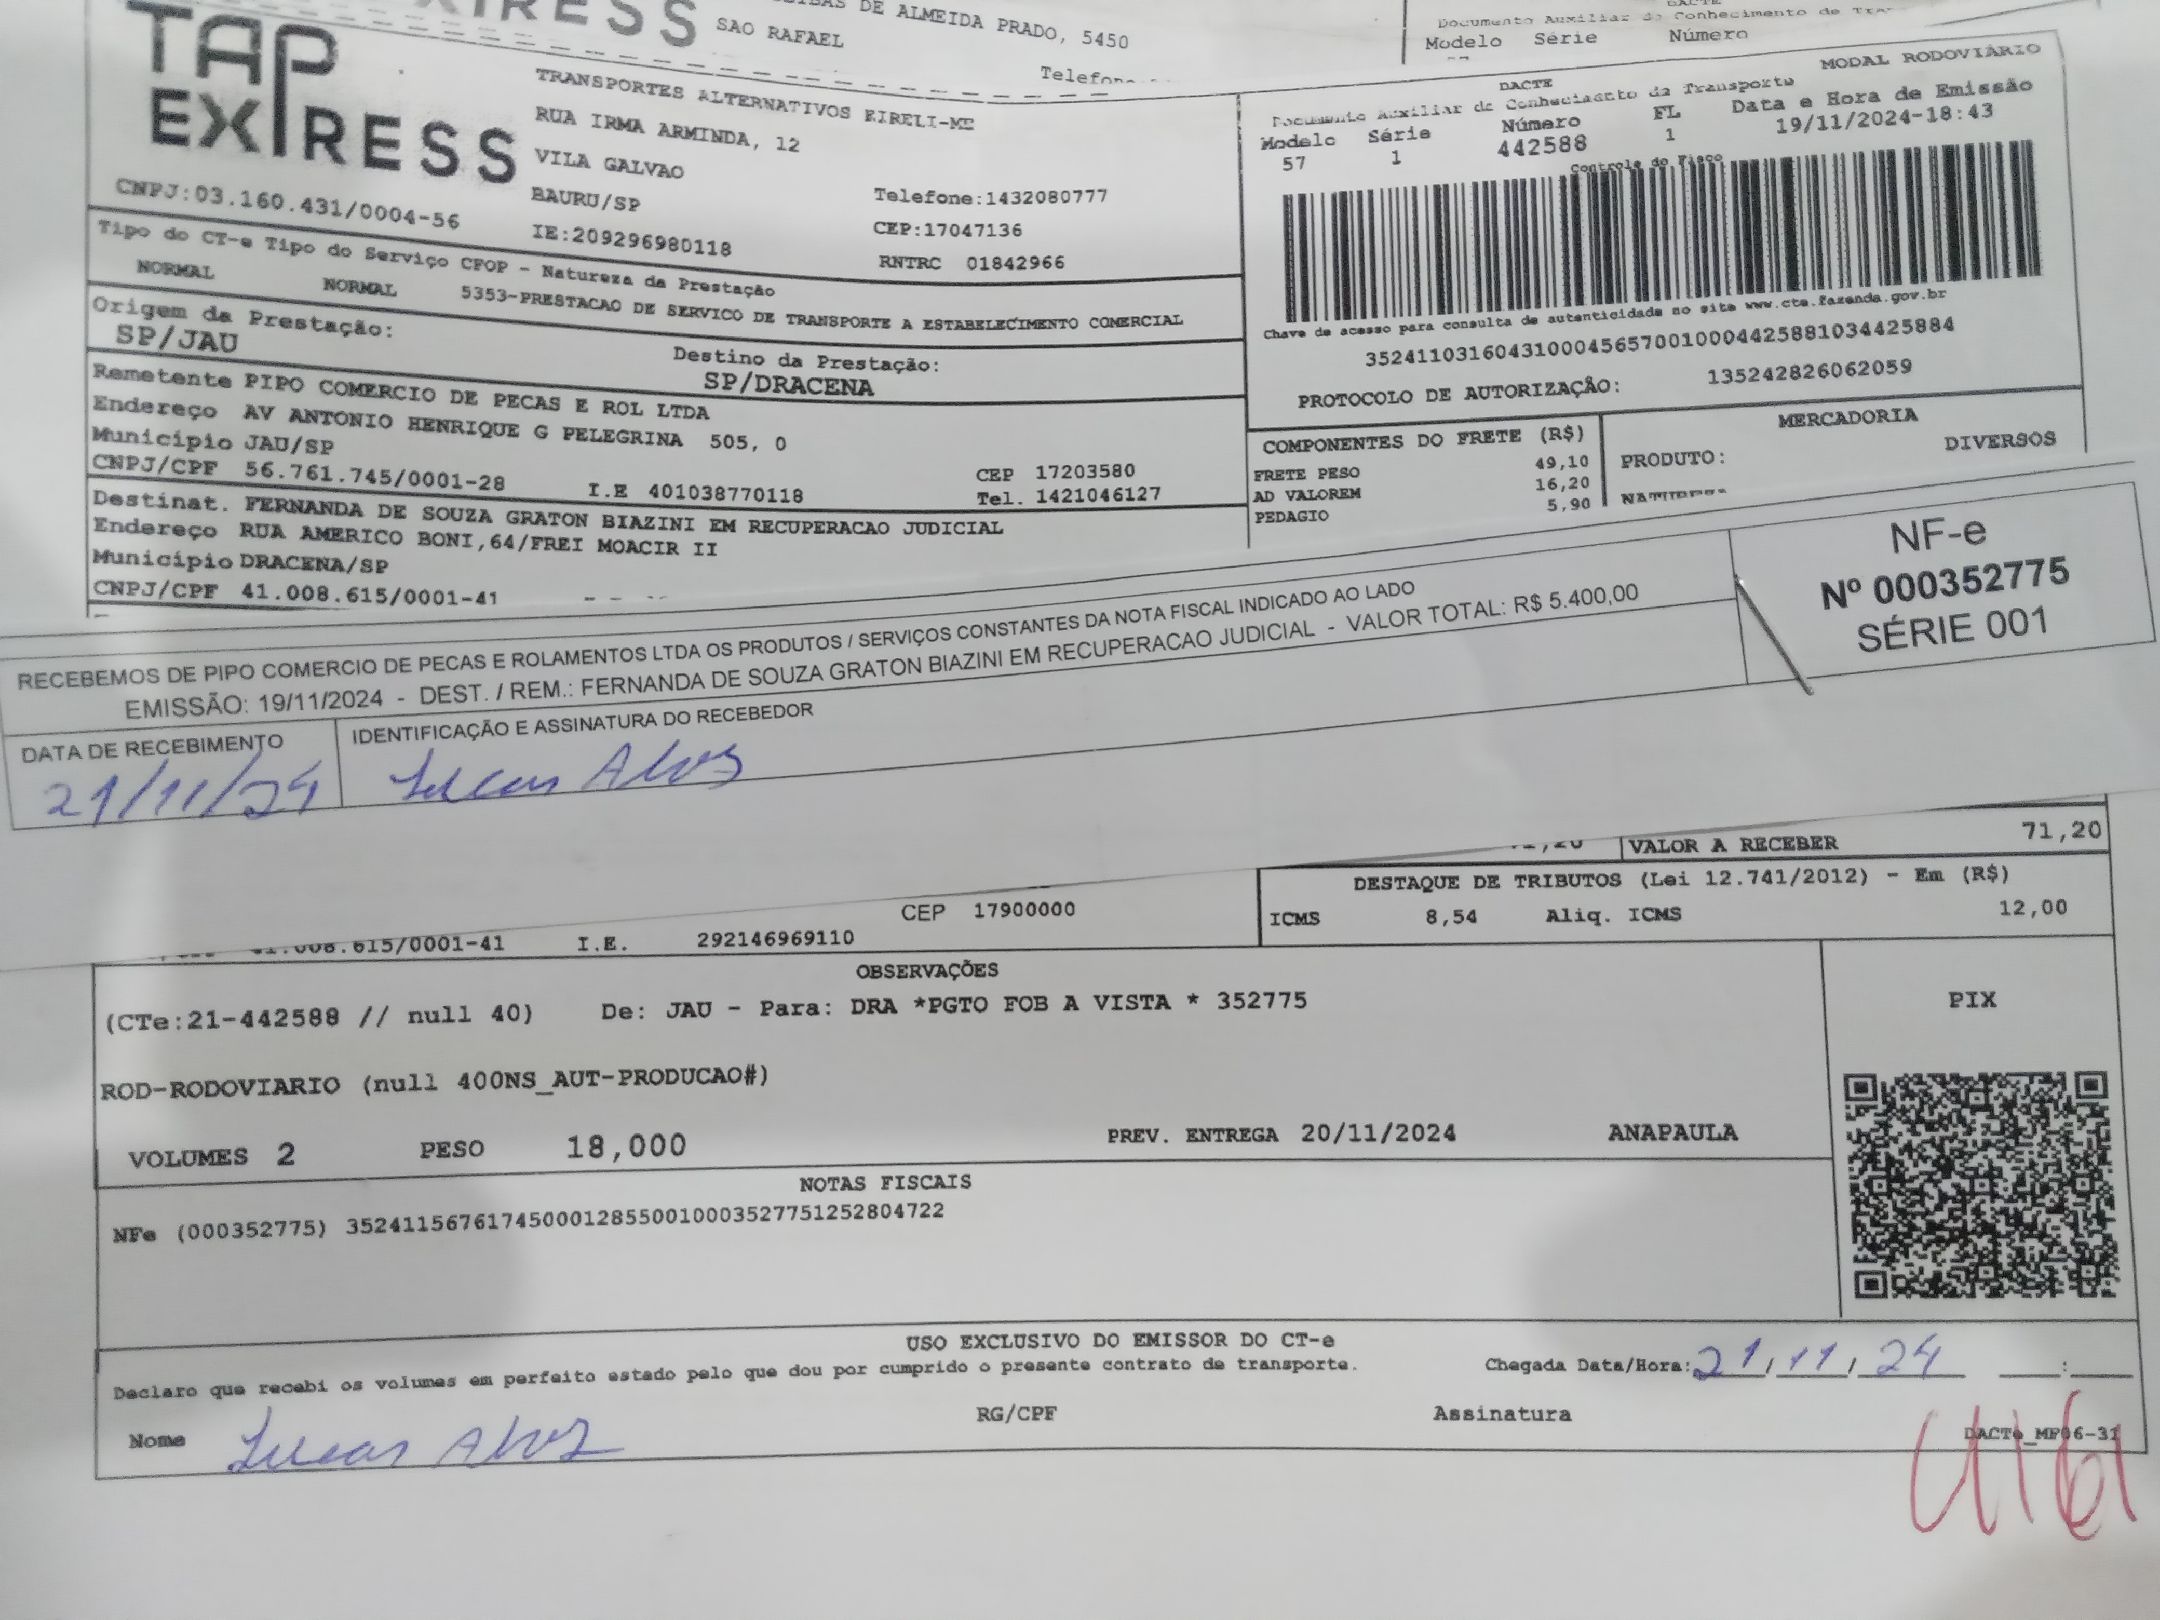 DE ALMEIDA PRADO, 5450
SAO RAFAEL
Documento Auxiliar do Conhecimento de
Modelo Série Número
TAP EXPRESS
TRANSPORTES ALTERNATIVOS EIRELI-ME
RUA IRMA ARMINDA, 12
VILA GALVAO
BAURU/SP
IE:209296980118
Telefone:1432080777
CEP:17047136
RNTRC 01842966
CNPJ:03.160.431/0004-56
DACTE
MODAL RODOVIÁRIO
Documento Auxiliar de Conhecimento de Transporte
Modelo Série Número FL Data e Hora de Emissão
57 1 442588 1 19/11/2024-18:43
Controle do Fisco
Chave de acesso para consulta de autenticidade no site www.cte.fazenda.gov.br
35241103160431000456570010004425881034425884
PROTOCOLO DE AUTORIZAÇÃO: 135242826062059
Tipo do CT-e Tipo do Serviço CFOP - Natureza da Prestação
NORMAL NORMAL 5353-PRESTACAO DE SERVICO DE TRANSPORTE A ESTABELECIMENTO COMERCIAL
Origem da Prestação:
SP/JAU
Destino da Prestação:
SP/DRACENA
Remetente PIPO COMERCIO DE PECAS E ROL LTDA
Endereço AV ANTONIO HENRIQUE G PELEGRINA 505, 0
Município JAU/SP
CEP 17203580
CNPJ/CPF 56.761.745/0001-28 I.E 401038770118 Tel. 1421046127
Destinat. FERNANDA DE SOUZA GRATON BIAZINI EM RECUPERACAO JUDICIAL
Endereço RUA AMERICO BONI,64/FREI MOACIR II
Município DRACENA/SP
CNPJ/CPF 41.008.615/0001-41
COMPONENTES DO FRETE (R$)
FRETE PESO 49,10
AD VALOREM 16,20
PEDAGIO 5,90
MERCADORIA
PRODUTO: DIVERSOS
RECEBEMOS DE PIPO COMERCIO DE PECAS E ROLAMENTOS LTDA OS PRODUTOS / SERVIÇOS CONSTANTES DA NOTA FISCAL INDICADO AO LADO
EMISSÃO: 19/11/2024 - DEST. / REM.: FERNANDA DE SOUZA GRATON BIAZINI EM RECUPERACAO JUDICIAL - VALOR TOTAL: R$ 5.400,00
NF-e
Nº 000352775
SÉRIE 001
DATA DE RECEBIMENTO
21/11/24
IDENTIFICAÇÃO E ASSINATURA DO RECEBEDOR
Lucas Alves
VALOR A RECEBER 71,20
DESTAQUE DE TRIBUTOS (Lei 12.741/2012) - Em (R$)
ICMS 8,54 Aliq. ICMS 12,00
CEP 17900000
41.008.615/0001-41 I.E. 292146969110
OBSERVAÇÕES
(CTe:21-442588 // null 40) De: JAU - Para: DRA *PGTO FOB A VISTA * 352775
ROD-RODOVIARIO (null 400NS_AUT-PRODUCAO#)
VOLUMES 2 PESO 18,000 PREV. ENTREGA 20/11/2024 ANAPAULA
PIX
NOTAS FISCAIS
NFe (000352775) 35241156761745000128550010003527751252804722
USO EXCLUSIVO DO EMISSOR DO CT-e
Declaro que recebi os volumes em perfeito estado pelo que dou por cumprido o presente contrato de transporte.
Chegada Data/Hora: 21/11/24 :
Nome Lucas Alves RG/CPF Assinatura
DACTe_MP06-31